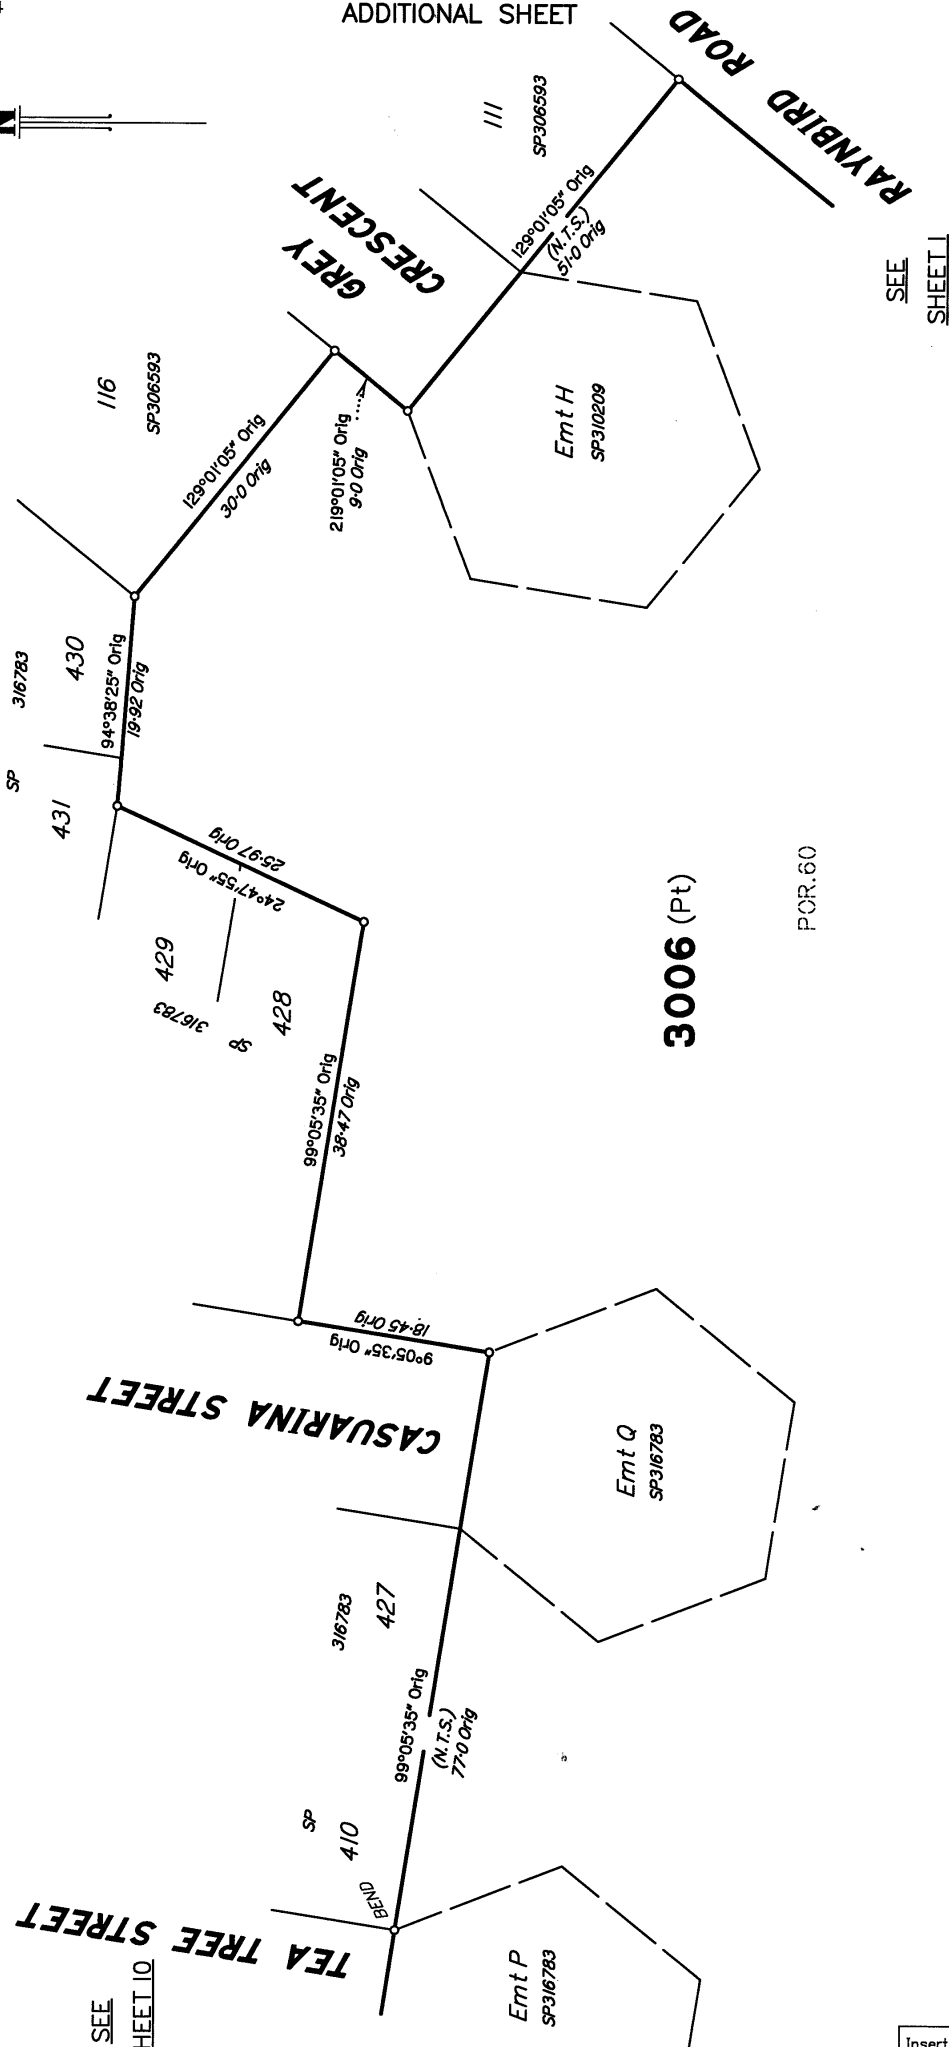 ADDITIONAL SHEET
N
RAYNBIRD ROAD
111
SP306593
129°01'05" Orig
(N.T.S.)
51·0 Orig
GREY
CRESCENT
SEE
SHEET 1
116
SP306593
129°01'05" Orig
30·0 Orig
219°01'05" Orig
9·0 Orig
Emt H
SP310209
430
316783
94°38'25" Orig
19·92 Orig
SP
431
25·97 Orig
24°47'55" Orig
429
316783
SP
428
3006 (Pt)
POR.60
99°05'35" Orig
38·47 Orig
18·45 Orig
9°05'35" Orig
CASUARINA STREET
Emt Q
SP316783
316783
427
99°05'35" Orig
(N.T.S.)
77·0 Orig
SP
410
BEND
TEA TREE STREET
SEE
HEET 10
Emt P
SP316783
Insert